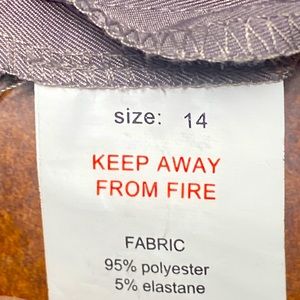 size: 14
KEEP AWAY
FROM FIRE
FABRIC
95% polyester
5% elastane